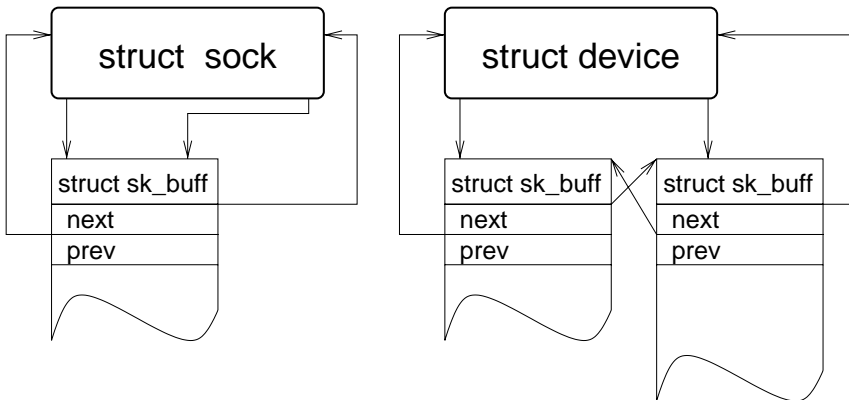 struct sock
struct device
struct sk_buff
next
prev
struct sk_buff
next
prev
struct sk_buff
next
prev